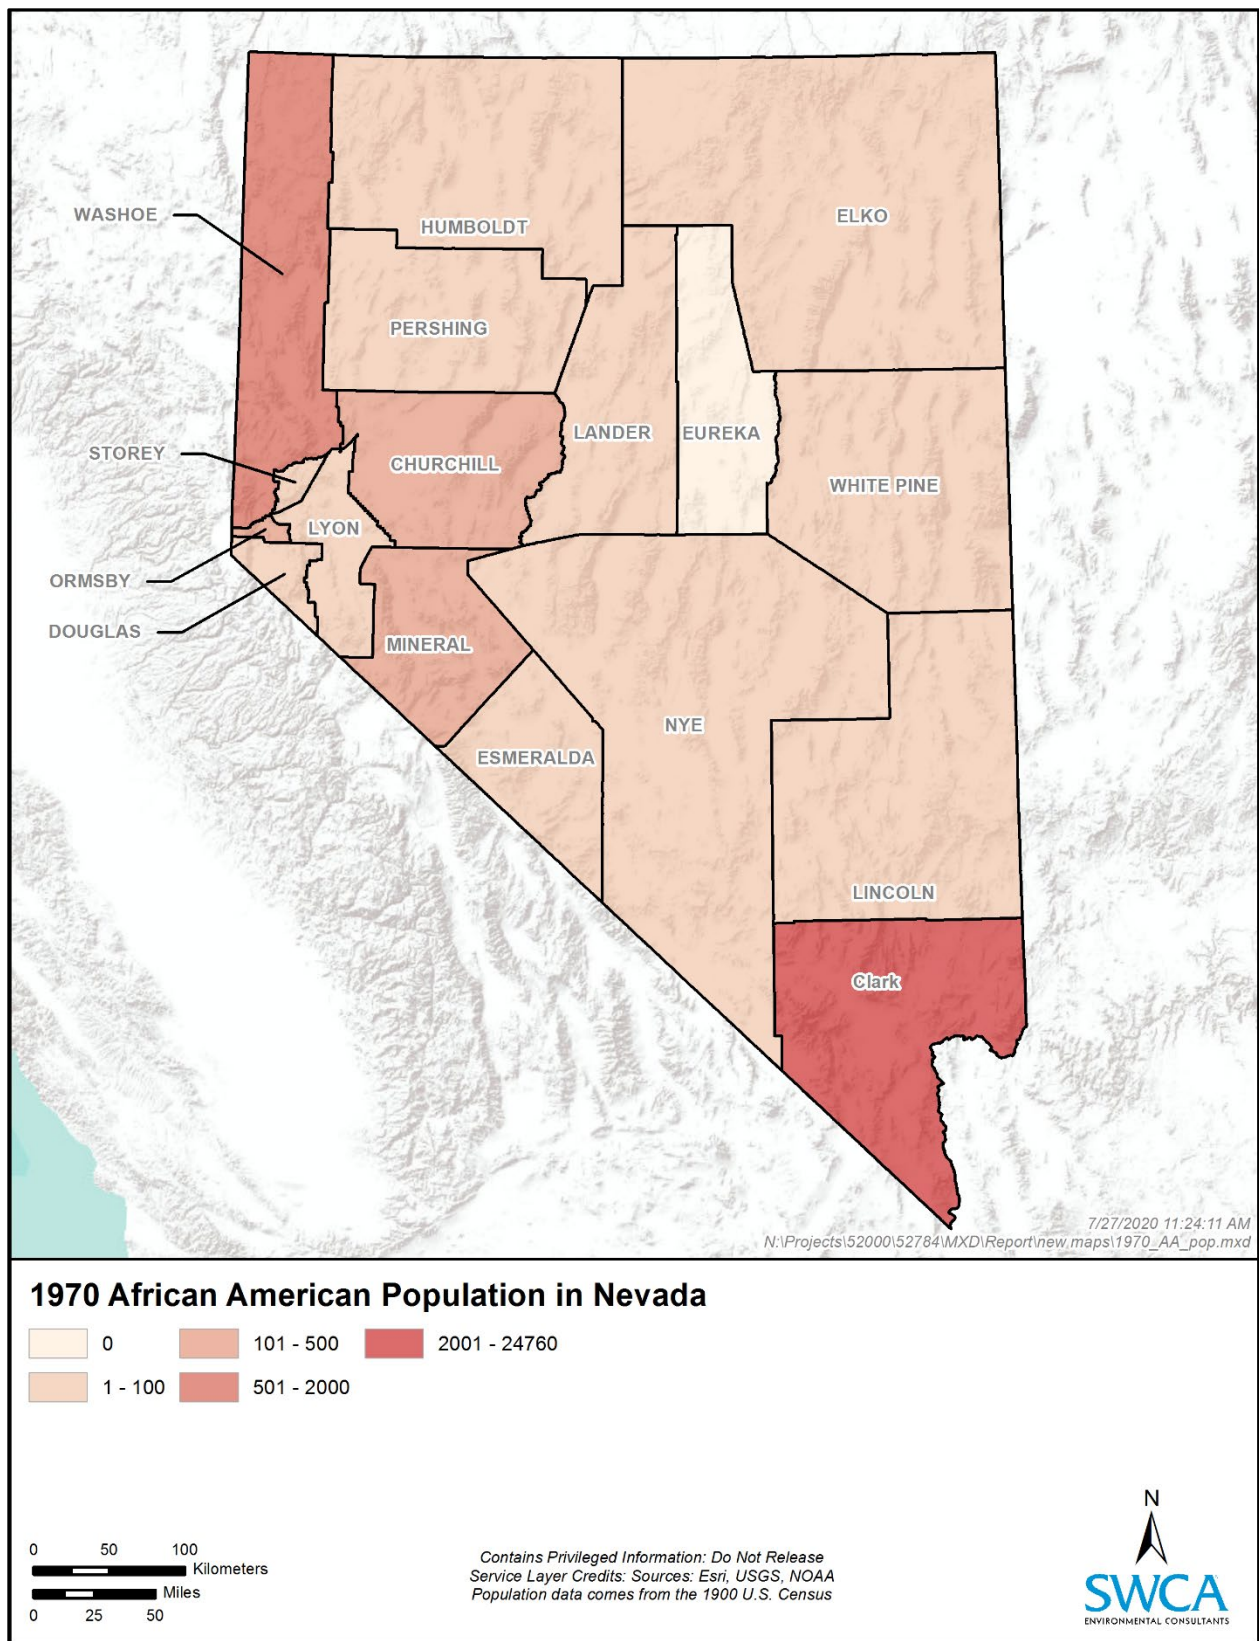 WASHOE
HUMBOLDT
ELKO
PERSHING
STOREY
CHURCHILL
LANDER
EUREKA
WHITE PINE
LYON
ORMSBY
DOUGLAS
MINERAL
NYE
ESMERALDA
LINCOLN
Clark
7/27/2020 11:24:11 AM
N:\Projects\52000\52784\MXD\Report\new maps\1970_AA_pop.mxd
1970 African American Population in Nevada
0 101 - 500 2001 - 24760
1 - 100 501 - 2000
N
0 50 100
Kilometers
Miles
0 25 50
Contains Privileged Information: Do Not Release
Service Layer Credits: Sources: Esri, USGS, NOAA
Population data comes from the 1900 U.S. Census
SWCA
ENVIRONMENTAL CONSULTANTS